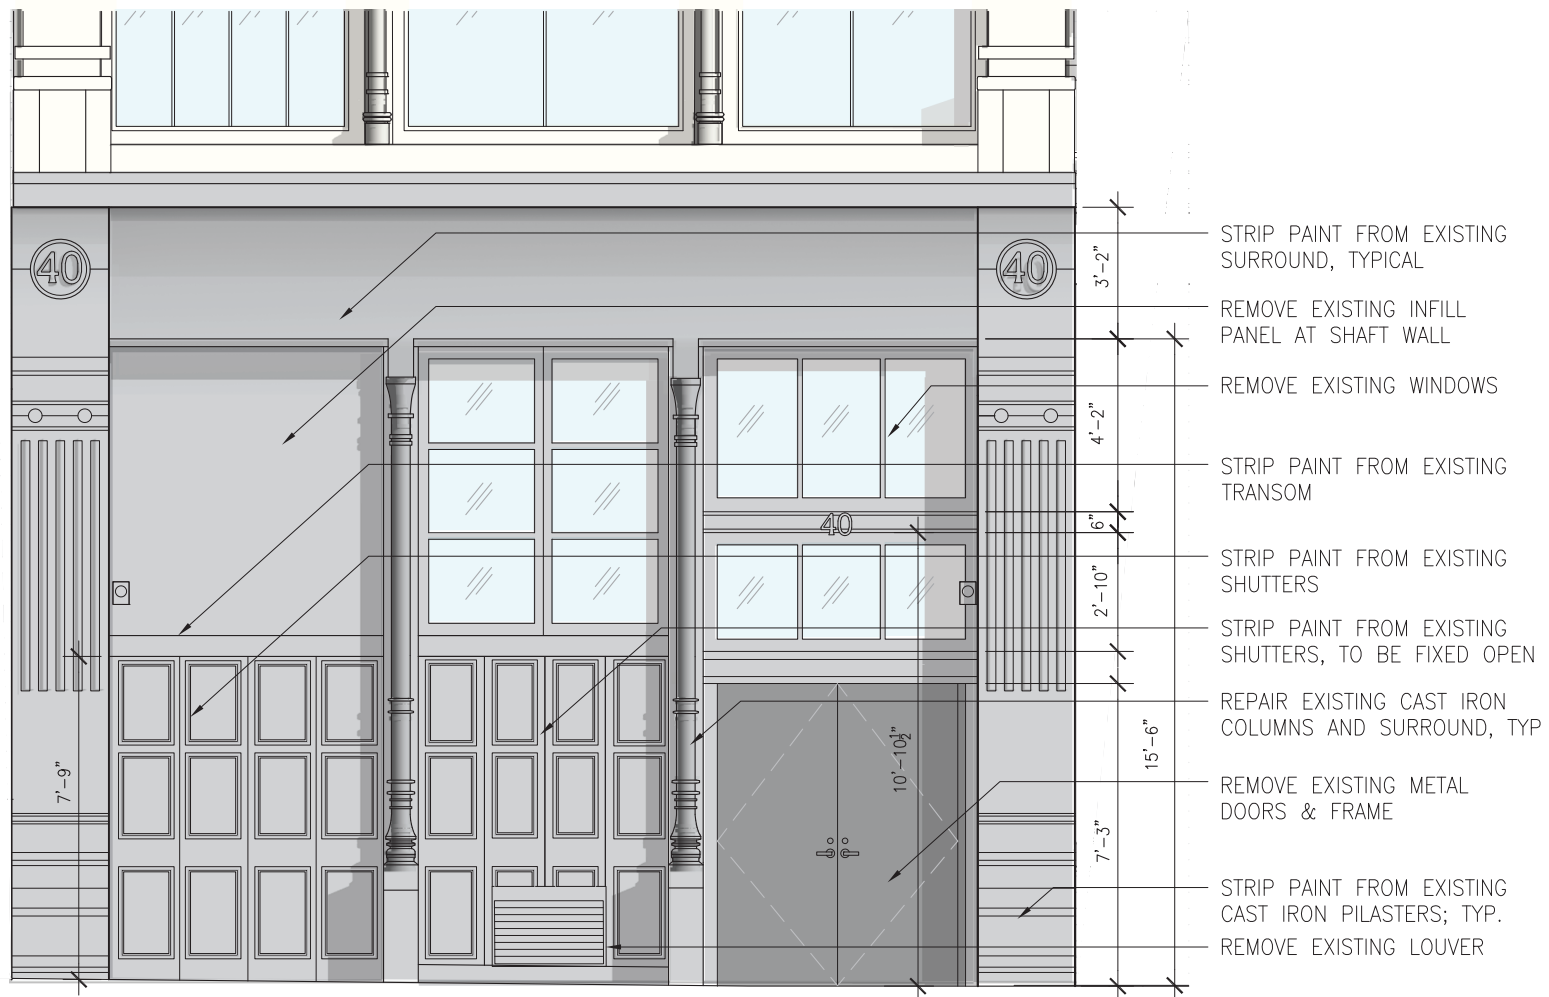 40
40
3'-2"
STRIP PAINT FROM EXISTING
SURROUND, TYPICAL
REMOVE EXISTING INFILL
PANEL AT SHAFT WALL
4'-2"
REMOVE EXISTING WINDOWS
STRIP PAINT FROM EXISTING
TRANSOM
40
6"
2'-10"
STRIP PAINT FROM EXISTING
SHUTTERS
STRIP PAINT FROM EXISTING
SHUTTERS, TO BE FIXED OPEN
REPAIR EXISTING CAST IRON
COLUMNS AND SURROUND, TYP
7'-9"
10'-10½"
15'-6"
7'-3"
REMOVE EXISTING METAL
DOORS & FRAME
STRIP PAINT FROM EXISTING
CAST IRON PILASTERS; TYP.
REMOVE EXISTING LOUVER